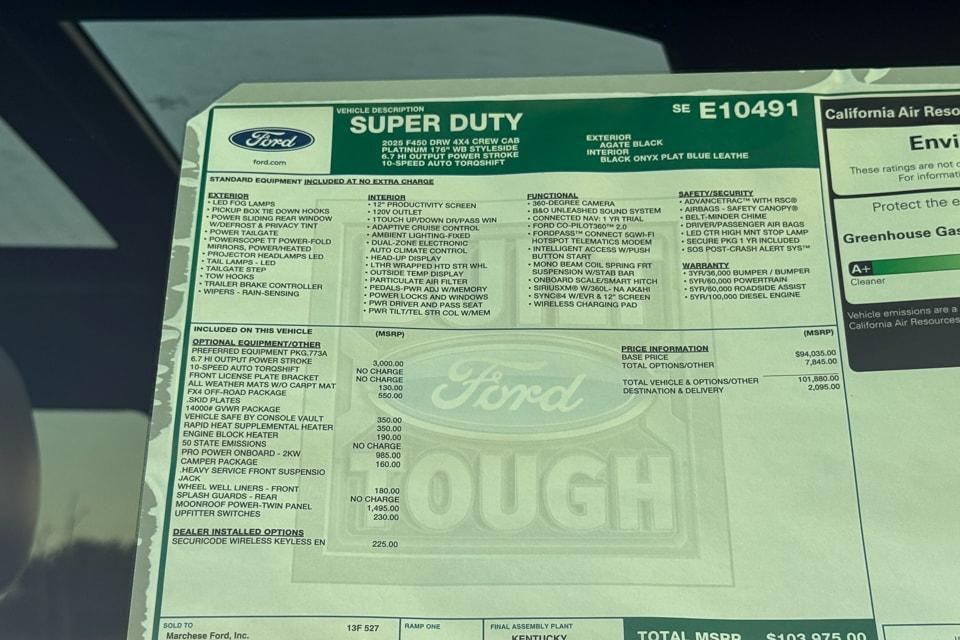 Ford
ford.com
VEHICLE DESCRIPTION
SUPER DUTY
2025 F450 DRW 4X4 CREW CAB
PLATINUM 176" WB STYLESIDE
6.7 HI OUTPUT POWER STROKE
10-SPEED AUTO TORQSHIFT
EXTERIOR
AGATE BLACK
INTERIOR
BLACK ONYX PLAT BLUE LEATHE
SE E10491
STANDARD EQUIPMENT INCLUDED AT NO EXTRA CHARGE
EXTERIOR
• LED FOG LAMPS
• PICKUP BOX TIE DOWN HOOKS
• POWER SLIDING REAR WINDOW
W/DEFROST & PRIVACY TINT
• POWER TAILGATE
• POWERSCOPE TT POWER-FOLD
MIRRORS, POWER/HEATED
• PROJECTOR HEADLAMPS LED
• TAIL LAMPS - LED
• TAILGATE STEP
• TOW HOOKS
• TRAILER BRAKE CONTROLLER
• WIPERS - RAIN-SENSING
INTERIOR
• 12" PRODUCTIVITY SCREEN
• 120V OUTLET
• 1TOUCH UP/DOWN DR/PASS WIN
• ADAPTIVE CRUISE CONTROL
• AMBIENT LIGHTING-FIXED
• DUAL-ZONE ELECTRONIC
AUTO CLIMATE CONTROL
• HEAD-UP DISPLAY
• LTHR WRAPPED HTD STR WHL
• OUTSIDE TEMP DISPLAY
• PARTICULATE AIR FILTER
• PEDALS-PWR ADJ W/MEMORY
• POWER LOCKS AND WINDOWS
• PWR DRIVER AND PASS SEAT
• PWR TILT/TEL STR COL W/MEM
FUNCTIONAL
• 360-DEGREE CAMERA
• B&O UNLEASHED SOUND SYSTEM
• CONNECTED NAV: 1 YR TRIAL
• FORD CO-PILOT360™ 2.0
• FORDPASS™ CONNECT 5GWI-FI
HOTSPOT TELEMATICS MODEM
• INTELLIGENT ACCESS W/PUSH
BUTTON START
• MONO BEAM COIL SPRING FRT
SUSPENSION W/STAB BAR
• ONBOARD SCALE/SMART HITCH
• SIRIUSXM® W/360L- NA AK&HI
• SYNC®4 W/EVR & 12" SCREEN
• WIRELESS CHARGING PAD
SAFETY/SECURITY
• ADVANCETRAC™ WITH RSC®
• AIRBAGS - SAFETY CANOPY®
• BELT-MINDER CHIME
• DRIVER/PASSENGER AIR BAGS
• LED CTR HIGH MNT STOP LAMP
• SECURE PKG 1 YR INCLUDED
• SOS POST-CRASH ALERT SYS™
WARRANTY
• 3YR/36,000 BUMPER / BUMPER
• 5YR/60,000 POWERTRAIN
• 5YR/60,000 ROADSIDE ASSIST
• 5YR/100,000 DIESEL ENGINE
INCLUDED ON THIS VEHICLE (MSRP)
OPTIONAL EQUIPMENT/OTHER
PREFERRED EQUIPMENT PKG.773A
6.7 HI OUTPUT POWER STROKE 3,000.00
10-SPEED AUTO TORQSHIFT NO CHARGE
FRONT LICENSE PLATE BRACKET NO CHARGE
ALL WEATHER MATS W/O CARPT MAT 130.00
FX4 OFF-ROAD PACKAGE 550.00
.SKID PLATES
14000# GVWR PACKAGE
VEHICLE SAFE BY CONSOLE VAULT 350.00
RAPID HEAT SUPPLEMENTAL HEATER 350.00
ENGINE BLOCK HEATER 190.00
50 STATE EMISSIONS NO CHARGE
PRO POWER ONBOARD - 2KW 985.00
CAMPER PACKAGE 160.00
.HEAVY SERVICE FRONT SUSPENSIO
JACK
WHEEL WELL LINERS - FRONT 180.00
SPLASH GUARDS - REAR NO CHARGE
MOONROOF POWER-TWIN PANEL 1,495.00
UPFITTER SWITCHES 230.00
DEALER INSTALLED OPTIONS
SECURICODE WIRELESS KEYLESS EN 225.00
(MSRP)
PRICE INFORMATION
BASE PRICE $94,035.00
TOTAL OPTIONS/OTHER 7,845.00
TOTAL VEHICLE & OPTIONS/OTHER 101,880.00
DESTINATION & DELIVERY 2,095.00
BUILT
Ford
TOUGH
SOLD TO
Marchese Ford, Inc.
13F 527
RAMP ONE
FINAL ASSEMBLY PLANT
KENTUCKY
TOTAL MSRP $103,975.00
California Air Reso
Envi
These ratings are not
For informati
Protect the e
Greenhouse Gas
A+
Cleaner
Vehicle emissions are a
California Air Resources